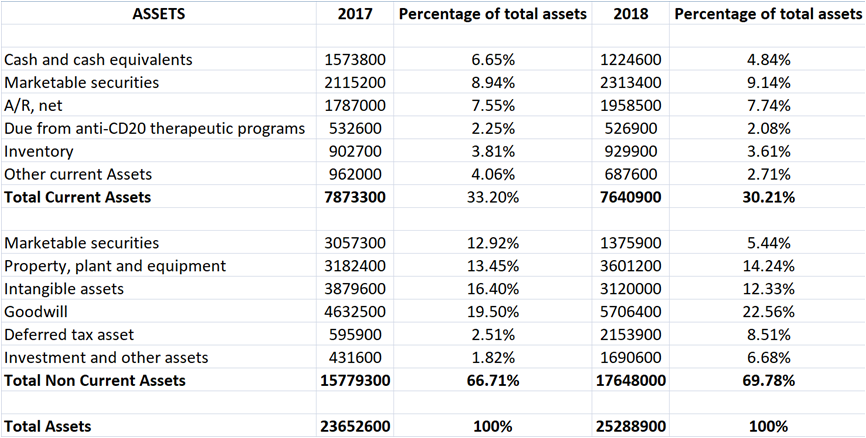 ASSETS 2017 Percentage of total assets 2018 Percentage of total assets
Cash and cash equivalents 1573800 6.65% 1224600 4.84%
Marketable securities 2115200 8.94% 2313400 9.14%
A/R, net 1787000 7.55% 1958500 7.74%
Due from anti-CD20 therapeutic programs 532600 2.25% 526900 2.08%
Inventory 902700 3.81% 929900 3.61%
Other current Assets 962000 4.06% 687600 2.71%
Total Current Assets 7873300 33.20% 7640900 30.21%
Marketable securities 3057300 12.92% 1375900 5.44%
Property, plant and equipment 3182400 13.45% 3601200 14.24%
Intangible assets 3879600 16.40% 3120000 12.33%
Goodwill 4632500 19.50% 5706400 22.56%
Deferred tax asset 595900 2.51% 2153900 8.51%
Investment and other assets 431600 1.82% 1690600 6.68%
Total Non Current Assets 15779300 66.71% 17648000 69.78%
Total Assets 23652600 100% 25288900 100%